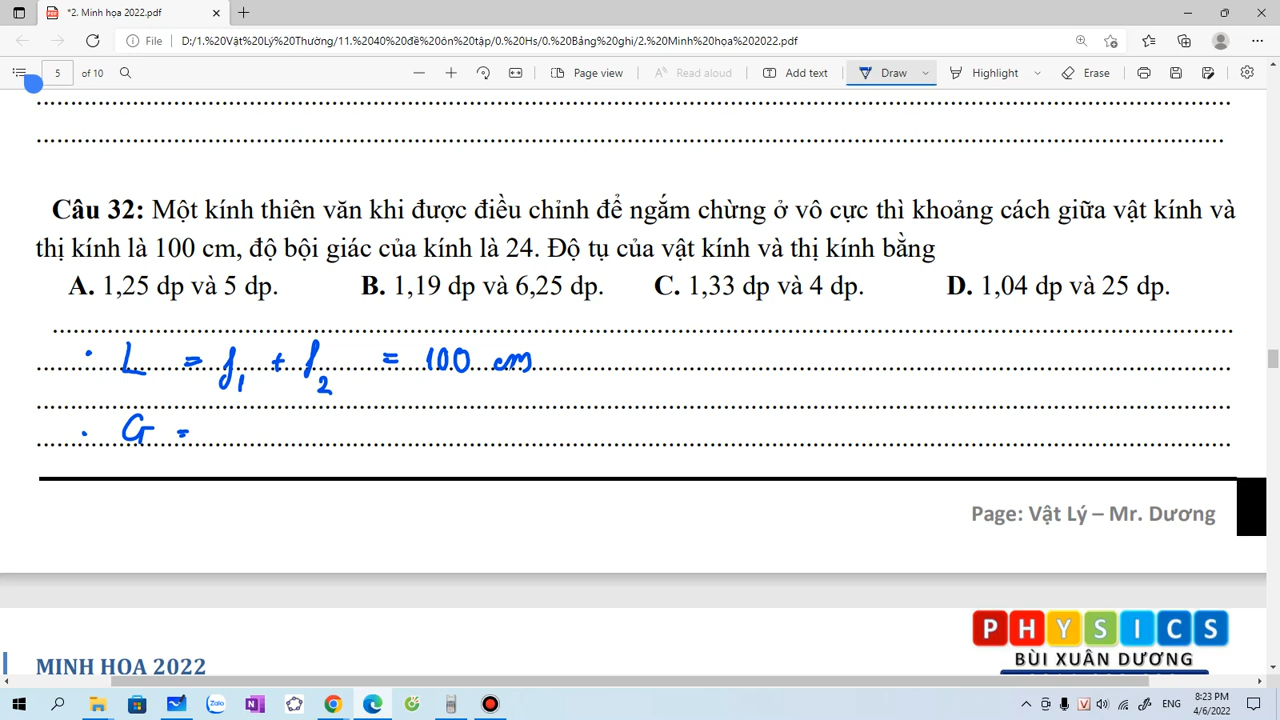 *2. Minh họa 2022.pdf
File D:/1.%20Vật%20Lý%20Thường/11.%2040%20đề%20ôn%20tập/0.%20Hs/0.%20Bảng%20ghi/2.%20Minh%20họa%202022.pdf
5 of 10 Page view Read aloud Add text Draw Highlight Erase
Câu 32: Một kính thiên văn khi được điều chỉnh để ngắm chừng ở vô cực thì khoảng cách giữa vật kính và
thị kính là 100 cm, độ bội giác của kính là 24. Độ tụ của vật kính và thị kính bằng
A. 1,25 dp và 5 dp. B. 1,19 dp và 6,25 dp. C. 1,33 dp và 4 dp. D. 1,04 dp và 25 dp.
. L = f1 + f2 = 100 cm
. G =
Page: Vật Lý – Mr. Dương
PHYSICS
BÙI XUÂN DƯƠNG
MINH HỌA 2022
Zalo
ENG
8:23 PM
4/6/2022